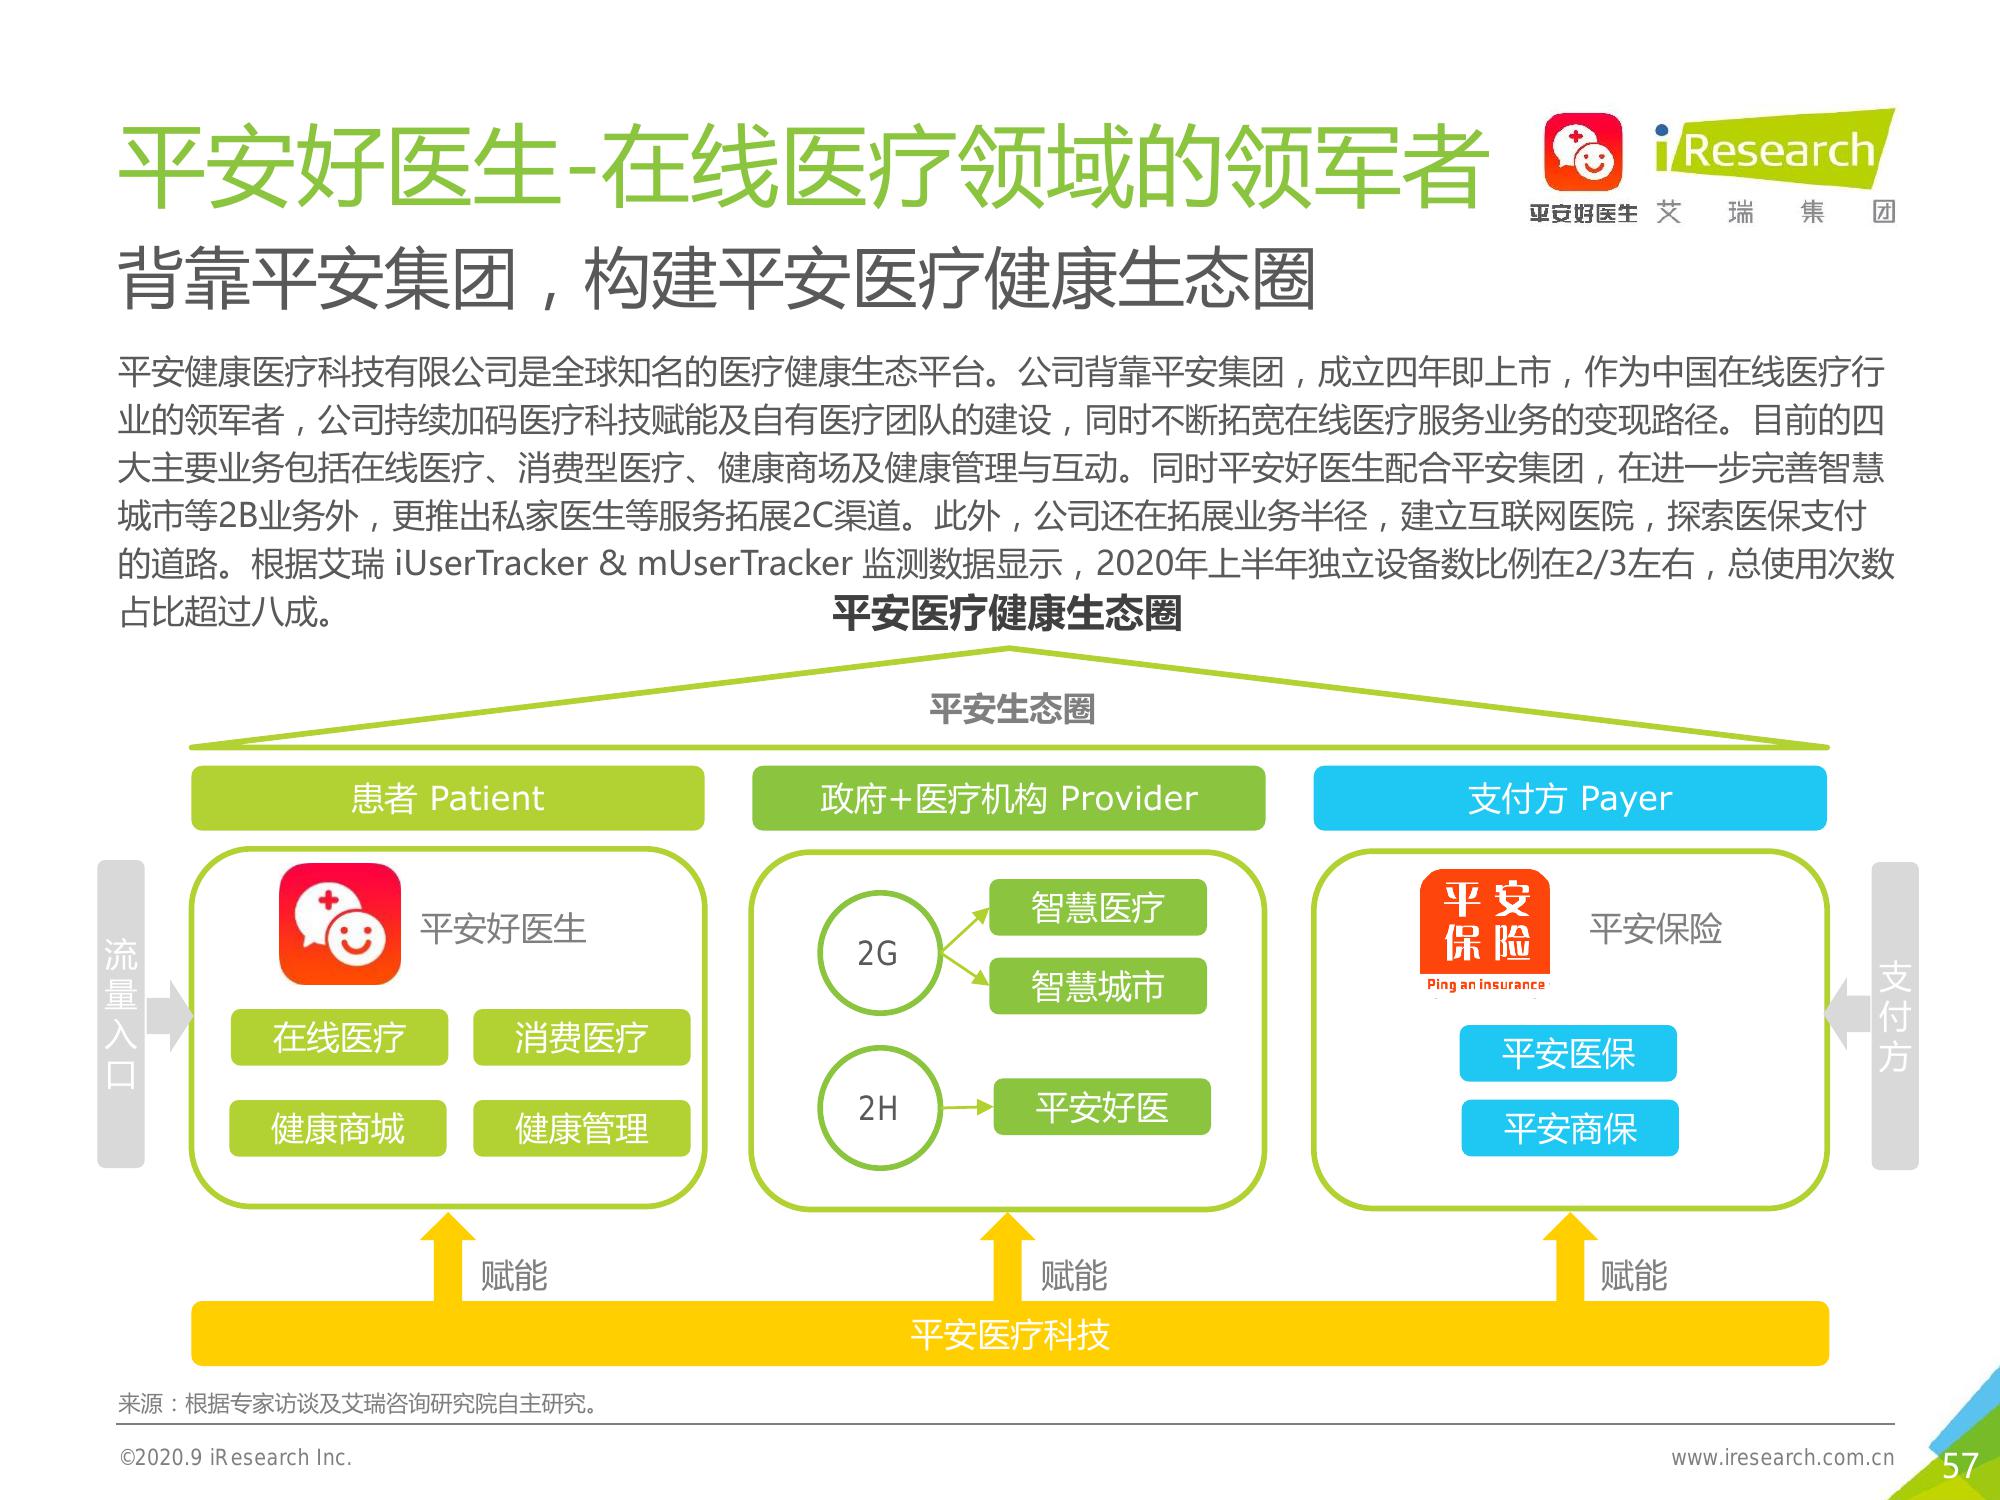 平安好医生-在线医疗领域的领军者
平安好医生
iResearch
艾瑞集团
背靠平安集团，构建平安医疗健康生态圈
平安健康医疗科技有限公司是全球知名的医疗健康生态平台。公司背靠平安集团，成立四年即上市，作为中国在线医疗行
业的领军者，公司持续加码医疗科技赋能及自有医疗团队的建设，同时不断拓宽在线医疗服务业务的变现路径。目前的四
大主要业务包括在线医疗、消费型医疗、健康商场及健康管理与互动。同时平安好医生配合平安集团，在进一步完善智慧
城市等2B业务外，更推出私家医生等服务拓展2C渠道。此外，公司还在拓展业务半径，建立互联网医院，探索医保支付
的道路。根据艾瑞 iUserTracker & mUserTracker 监测数据显示，2020年上半年独立设备数比例在2/3左右，总使用次数
占比超过八成。
平安医疗健康生态圈
平安生态圈
患者 Patient
政府+医疗机构 Provider
支付方 Payer
流量入口
平安好医生
在线医疗
消费医疗
健康商城
健康管理
2G
智慧医疗
智慧城市
2H
平安好医
平安
保险
Ping an insurance
平安保险
平安医保
平安商保
支付方
赋能
赋能
赋能
平安医疗科技
来源：根据专家访谈及艾瑞咨询研究院自主研究。
©2020.9 iResearch Inc.
www.iresearch.com.cn
57